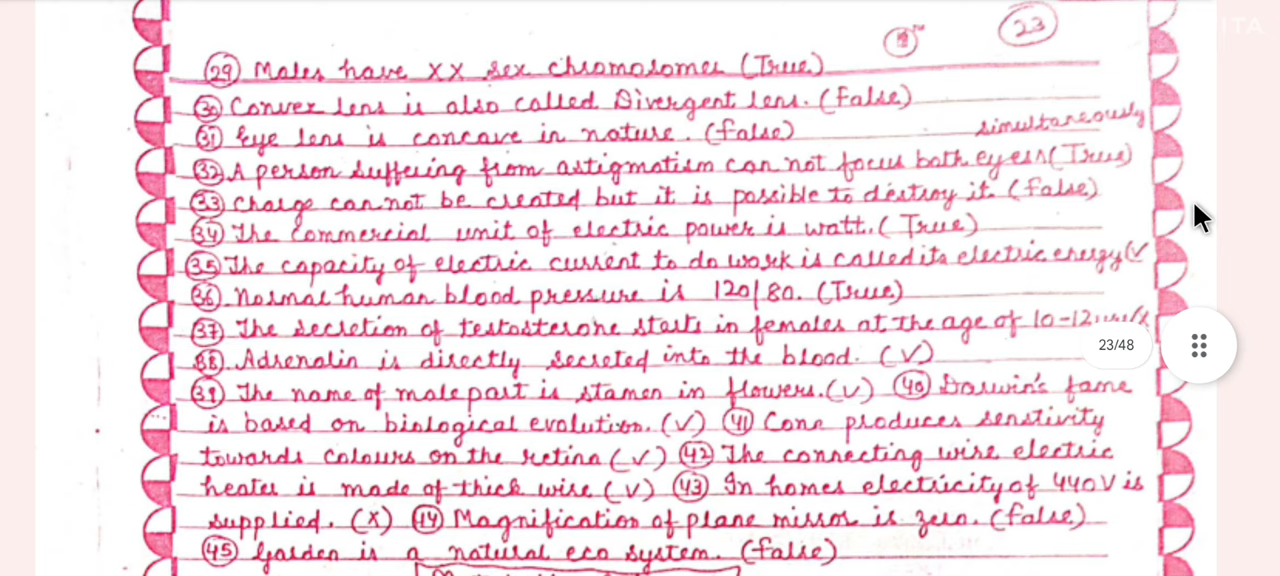 ITA
23
(29) Males have XX sex chromosomes (True)
(30) Convex lens is also called Divergent lens. (False)
(31) Eye lens is concave in nature. (false) simultaneously
(32). A person suffering from astigmatism can not focus both eyes (True)
(33) Charge can not be created but it is possible to destroy it. (false)
(34) The Commercial unit of electric power is watt. (True)
(35) The capacity of electric current to do work is called its electric energy (✓
(36). Normal human blood pressure is 120/80. (True)
(37) The secretion of testosterone starts in females at the age of 10-12
(38). Adrenalin is directly secreted into the blood. (✓)
23/48
(39) The name of male part is stamen in flowers. (✓) (40) Darwin's fame
is based on biological evolution. (✓) (41) Cone produces senstivity
towards colours on the retina (✓) (42) The connecting wire electric
heater is made of thick wire (✓) (43) In homes electricity of 440V is
supplied. (X) (44) Magnification of plane mirror is zero. (false)
(45) Garden is a natural eco system. (false)